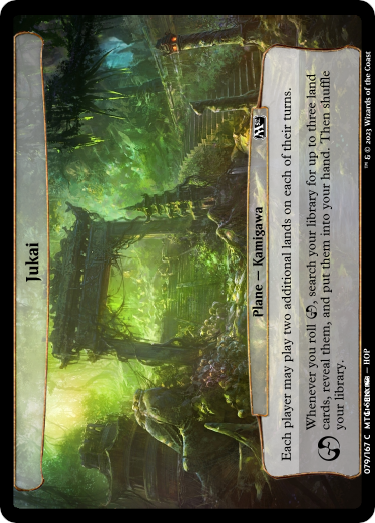 Jukai
Plane — Kamigawa
Each player may play two additional lands on each of their turns.
Whenever you roll , search your library for up to three land
cards, reveal them, and put them into your hand. Then shuffle
your library.
079/167 C
HOP
™ & © 2023 Wizards of the Coast